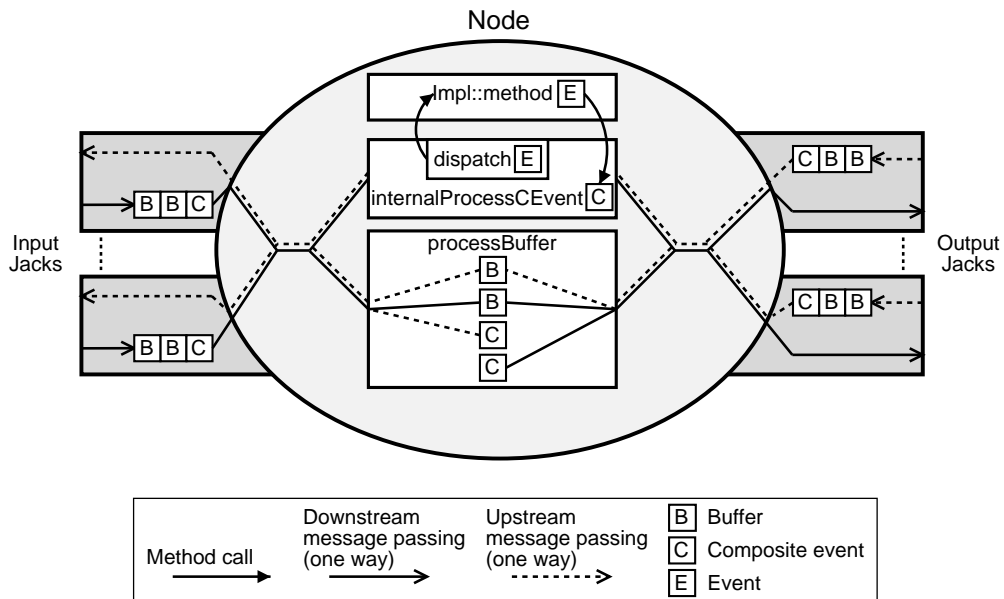 Node
Impl::method E
dispatch E
internalProcessCEvent C
processBuffer
B
B
C
C
B B C
B B C
Input
Jacks
C B B
C B B
Output
Jacks
Method call
Downstream
message passing
(one way)
Upstream
message passing
(one way)
B Buffer
C Composite event
E Event